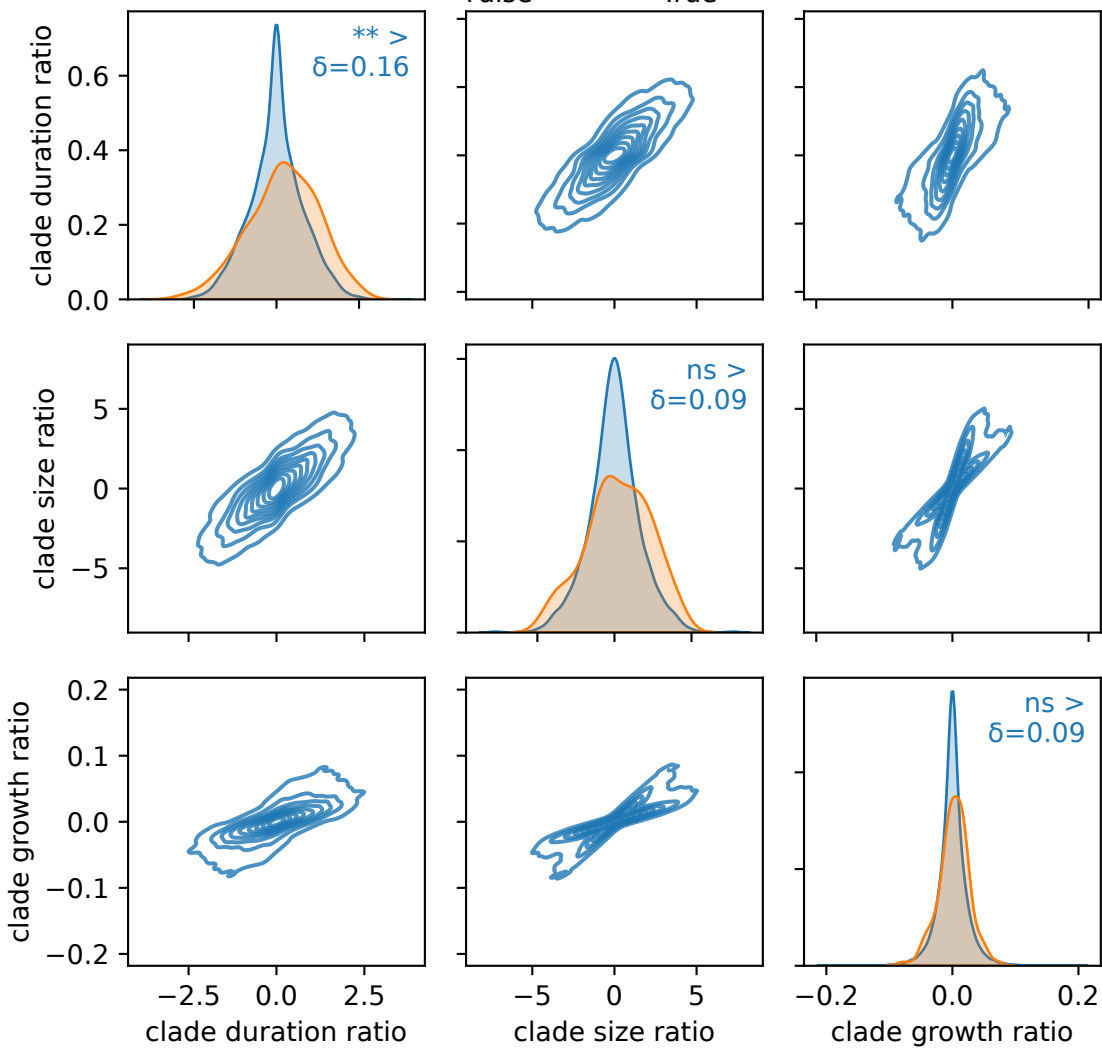 False True
clade duration ratio
0.6
0.4
0.2
0.0
** >
δ=0.16
clade size ratio
5
0
−5
ns >
δ=0.09
clade growth ratio
0.2
0.1
0.0
−0.1
−0.2
ns >
δ=0.09
−2.5 0.0 2.5
−5 0 5
−0.2 0.0 0.2
clade duration ratio
clade size ratio
clade growth ratio